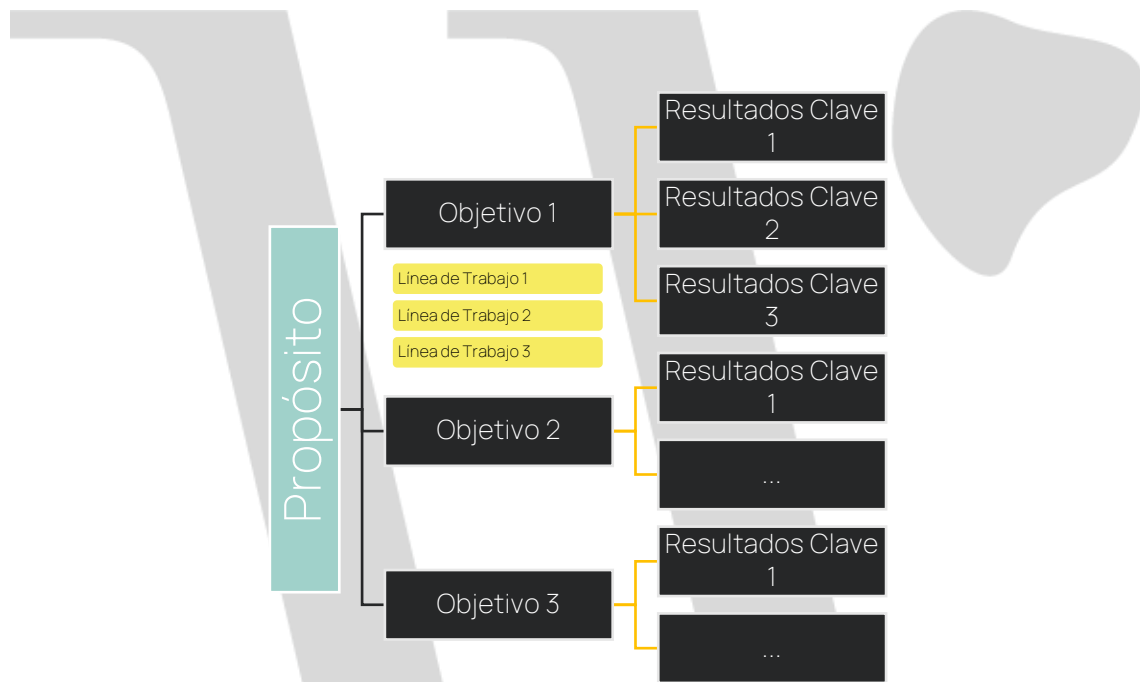 Propósito
Objetivo 1
Resultados Clave
1
Resultados Clave
2
Resultados Clave
3
Línea de Trabajo 1
Línea de Trabajo 2
Línea de Trabajo 3
Objetivo 2
Resultados Clave
1
...
Objetivo 3
Resultados Clave
1
...